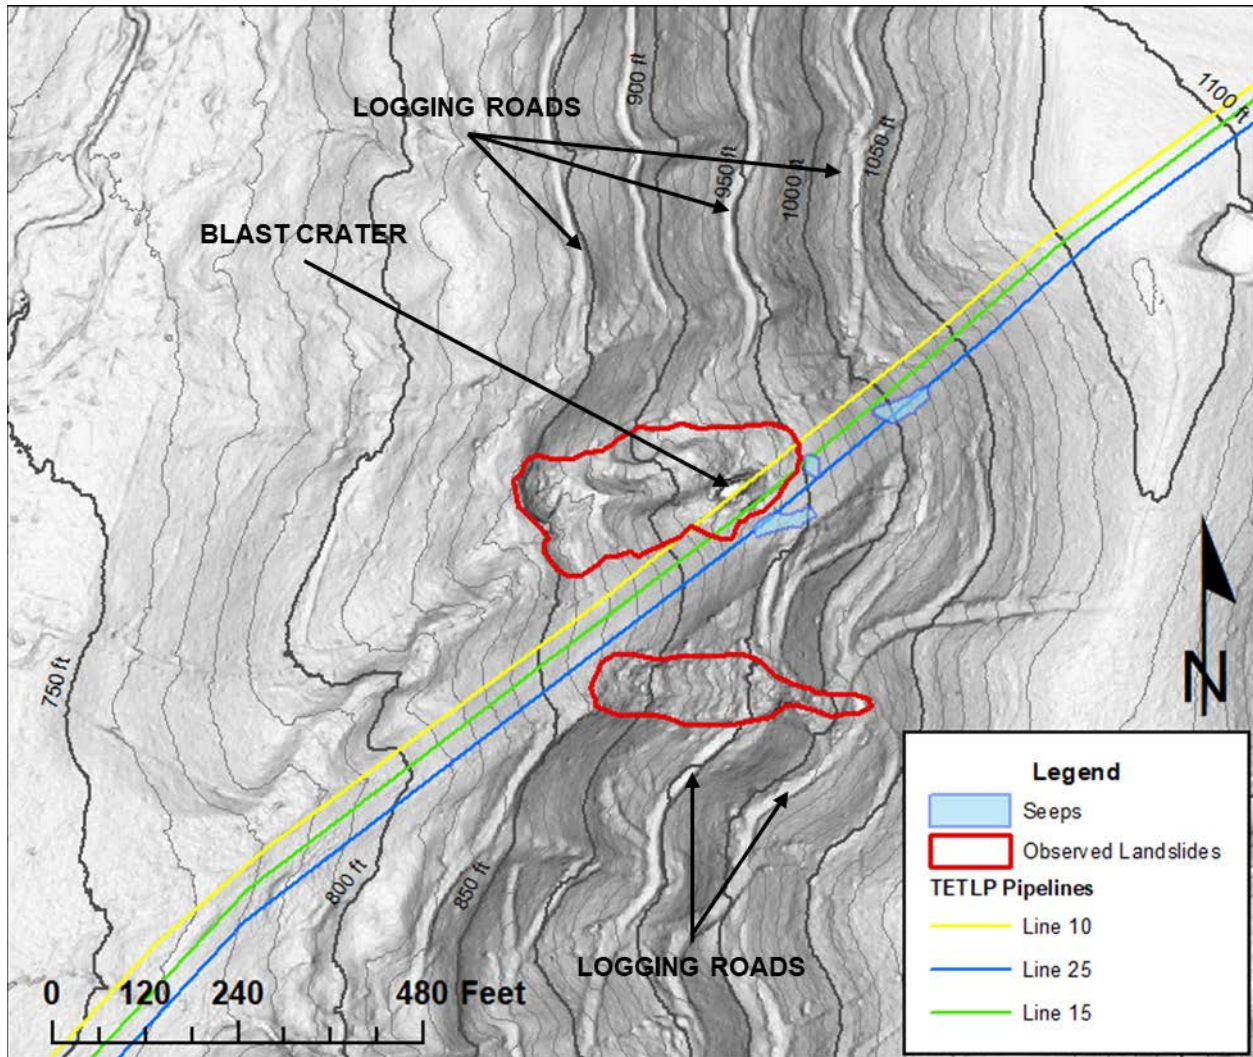 1100 ft
LOGGING ROADS
900 ft
950 ft
1000 ft
1050 ft
BLAST CRATER
750 ft
N
800 ft
850 ft
LOGGING ROADS
0 120 240 480 Feet
Legend
Seeps
Observed Landslides
TETLP Pipelines
Line 10
Line 25
Line 15